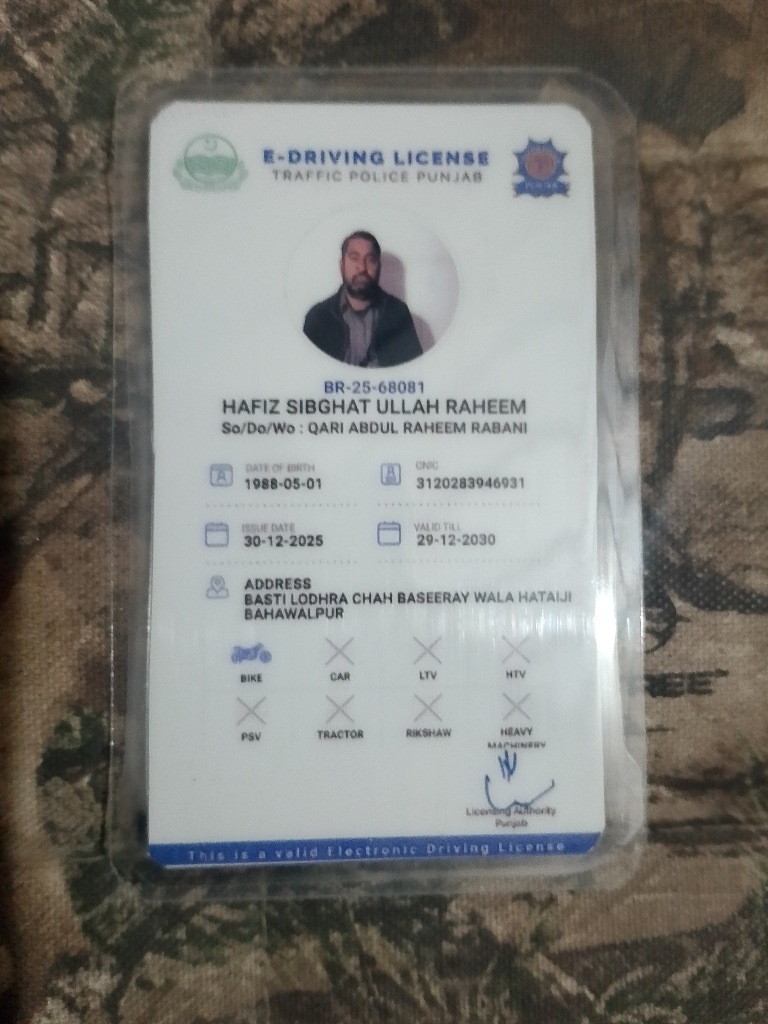 E-DRIVING LICENSE
TRAFFIC POLICE PUNJAB
PUNJAB
BR-25-68081
HAFIZ SIBGHAT ULLAH RAHEEM
So/Do/Wo : QARI ABDUL RAHEEM RABANI
DATE OF BIRTH
1988-05-01
CNIC
3120283946931
ISSUE DATE
30-12-2025
VALID TILL
29-12-2030
ADDRESS
BASTI LODHRA CHAH BASEERAY WALA HATAIJI
BAHAWALPUR
BIKE CAR LTV HTV
PSV TRACTOR RIKSHAW HEAVY
MACHINERY
Licensing Authority
Punjab
This is a valid Electronic Driving License